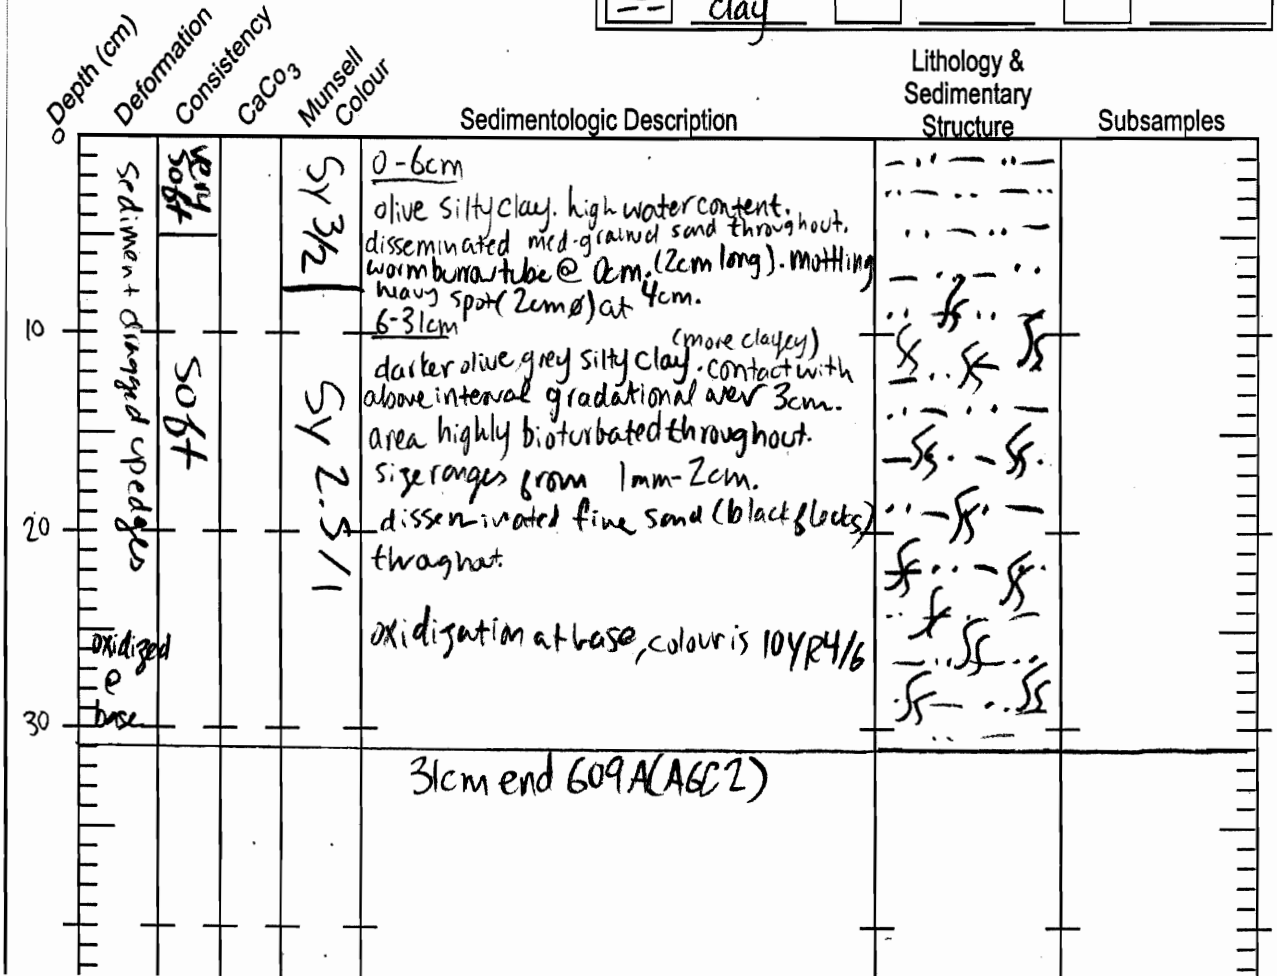 clay
Depth (cm)
Deformation
Consistency
CaCO3
Munsell
Colour
Sedimentologic Description
Lithology &
Sedimentary
Structure
Subsamples
0
10
20
30
sediment dragged up edges
oxidized
@
base
very
soft
soft
5Y 3/2
5Y 2.5/1
0-6cm
olive silty clay. high water content.
disseminated med-grained sand throughout.
worm burrow tube @ 0cm. (2cm long). mottling
heavy spot (2cm ø) at 4cm.
6-31cm
(more clayey)
darker olive grey silty clay. contact with
above interval gradational over 3cm.
area highly bioturbated throughout.
size ranges from 1mm-2cm.
disseminated fine sand (black flecks)
throughout.
oxidization at base, colour is 10YR4/6
31cm end 609A(AGC2)